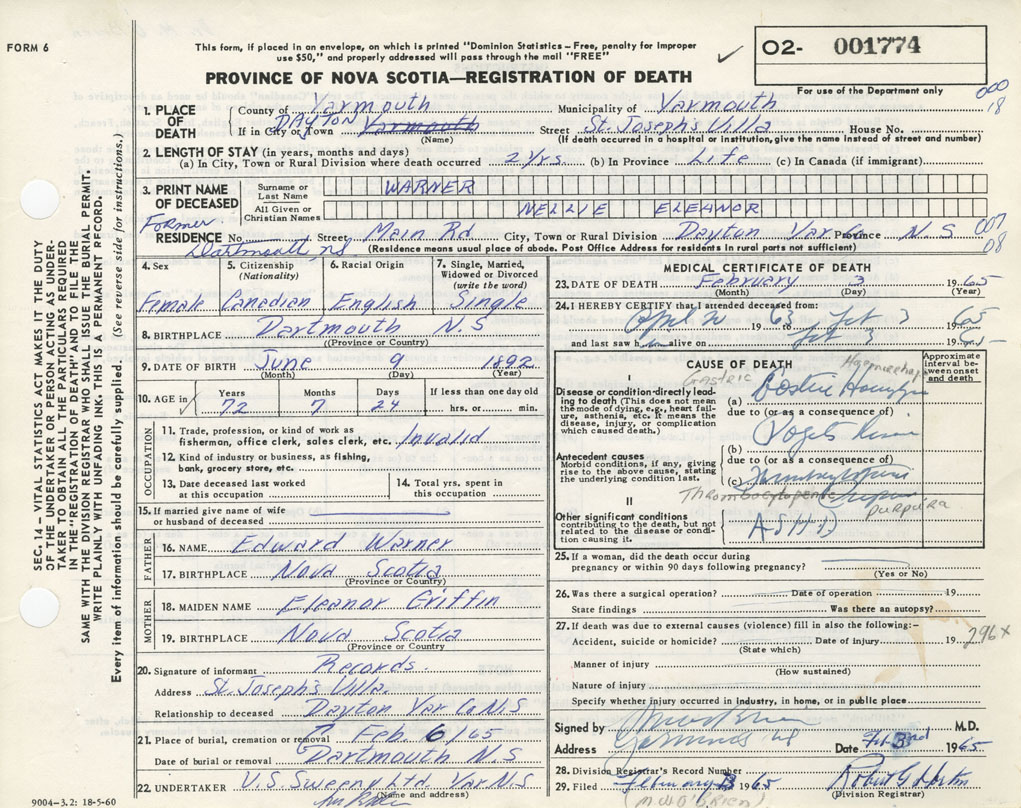 FORM 6
This form, if placed in an envelope, on which is printed "Dominion Statistics – Free, penalty for improper
use $50," and properly addressed will pass through the mail "FREE"
O2- 001774
PROVINCE OF NOVA SCOTIA—REGISTRATION OF DEATH
For use of the Department only
000
18
1. PLACE OF DEATH
County of Yarmouth Municipality of Yarmouth
If in City or Town DAYTON Yarmouth Street St. Joseph's Villa House No.
(Name) (If death occurred in a hospital or institution, give the name instead of street and number)
2. LENGTH OF STAY (in years, months and days)
(a) In City, Town or Rural Division where death occurred 2 Yrs (b) In Province Life (c) In Canada (if immigrant)
3. PRINT NAME OF DECEASED
Surname or Last Name WARNER
All Given or Christian Names NELLIE ELEANOR
Former
RESIDENCE No. Street Main Rd City, Town or Rural Division Dayton Yar Co Province N S
007
08
Dartmouth, NS (Residence means usual place of abode. Post Office Address for residents in rural parts not sufficient)
4. Sex Female
5. Citizenship (Nationality) Canadian
6. Racial Origin English
7. Single, Married, Widowed or Divorced (write the word) Single
8. BIRTHPLACE Dartmouth N.S
(Province or Country)
9. DATE OF BIRTH June 9 1892
(Month) (Day) (Year)
10. AGE in Years Months Days If less than one day old
72 7 24 hrs. or min.
OCCUPATION
11. Trade, profession, or kind of work as
fisherman, office clerk, sales clerk, etc. Invalid
12. Kind of industry or business, as fishing,
bank, grocery store, etc.
13. Date deceased last worked
at this occupation
14. Total yrs. spent in
this occupation
15. If married give name of wife
or husband of deceased
FATHER
16. NAME Edward Warner
17. BIRTHPLACE Nova Scotia
(Province or Country)
MOTHER
18. MAIDEN NAME Eleanor Griffin
19. BIRTHPLACE Nova Scotia
(Province or Country
20. Signature of informant Records.
Address St. Joseph's Villa.
Relationship to deceased Dayton Yar Co N.S
21. Place of burial, cremation or removal Feb 6/65
Date of burial or removal Dartmouth N.S
22. UNDERTAKER U.S. Sweeny Ltd. Yar N.S
(Name and address)
9004-3.2: 18-5-60
MEDICAL CERTIFICATE OF DEATH
23. DATE OF DEATH February 3 1965
(Month) (Day) (Year)
24. I HEREBY CERTIFY that I attended deceased from:
April 1963 to Feb 3 1965
and last saw h alive on Feb 3 1965
CAUSE OF DEATH
Approximate interval between onset and death
I
Disease or condition directly leading to death (This does not mean the mode of dying, e.g., heart failure, asthenia, etc. It means the disease, injury, or complication which caused death.)
Gastric Haemorrhage
(a)
due to (or as a consequence of)
(b)
Antecedent causes
Morbid conditions, if any, giving rise to the above cause, stating the underlying condition last.
due to (or as a consequence of)
(c)
Thrombocytopenic purpura
II
Other significant conditions
contributing to the death, but not related to the disease or condition causing it.
A-S H D
25. If a woman, did the death occur during
pregnancy or within 90 days following pregnancy?
(Yes or No)
26. Was there a surgical operation? Date of operation 19
State findings Was there an autopsy?
27. If death was due to external causes (violence) fill in also the following:–
Accident, suicide or homicide? Date of injury 19
(State which)
296x
Manner of injury
(How sustained)
Nature of injury
Specify whether injury occurred in industry, in home, or in public place
Signed by M.D.
Address Yarmouth Date Feb 3rd 1965
28. Division Registrar's Record Number
29. Filed February 1965
(Division Registrar)
(M W O'BRIEN)
SEC. 14 – VITAL STATISTICS ACT MAKES IT THE DUTY
OF THE UNDERTAKER OR PERSON ACTING AS UNDER-
TAKER TO OBTAIN ALL THE PARTICULARS REQUIRED
IN THE "REGISTRATION OF DEATH" AND TO FILE THE
SAME WITH THE DIVISION REGISTRAR WHO SHALL ISSUE THE BURIAL PERMIT.
WRITE PLAINLY WITH UNFADING INK. THIS IS A PERMANENT RECORD.
Every item of information should be carefully supplied. (See reverse side for instructions.)